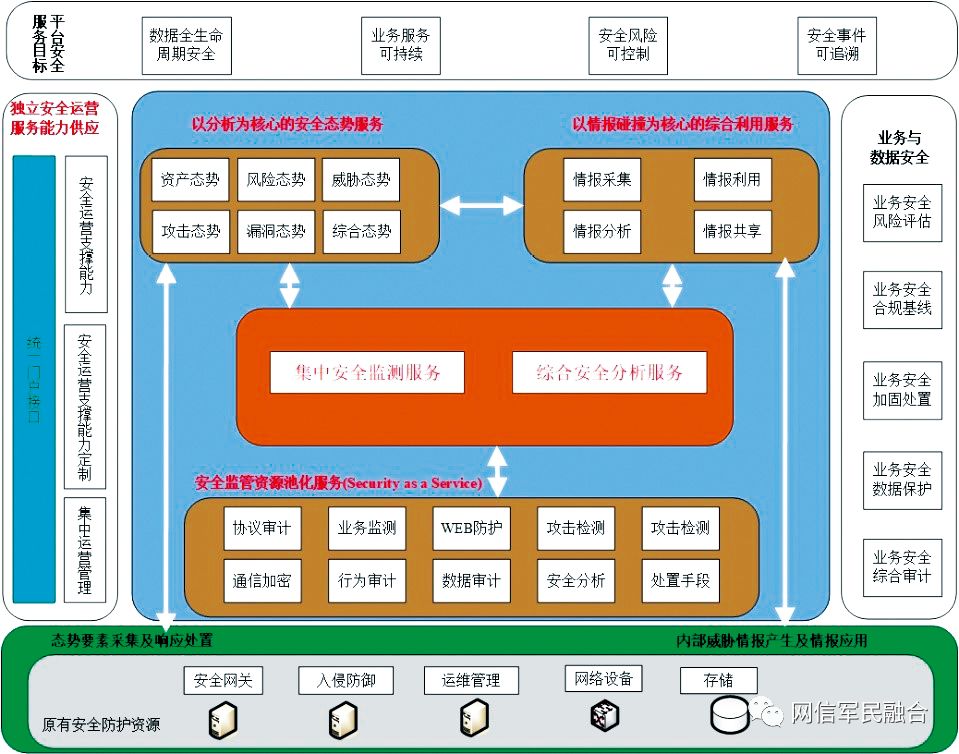 平台安全
服务目标
数据全生命
周期安全
业务服务
可持续
安全风险
可控制
安全事件
可追溯
独立安全运营
服务能力供应
统一门户接口
安全运营支撑能力
安全运营支撑能力定制
集中运营管理
以分析为核心的安全态势服务
资产态势
风险态势
威胁态势
攻击态势
漏洞态势
综合态势
以情报碰撞为核心的综合利用服务
情报采集
情报利用
情报分析
情报共享
集中安全监测服务
综合安全分析服务
安全监管资源池化服务(Security as a Service)
协议审计
业务监测
WEB防护
攻击检测
攻击检测
通信加密
行为审计
数据审计
安全分析
处置手段
业务与
数据安全
业务安全
风险评估
业务安全
合规基线
业务安全
加固处置
业务安全
数据保护
业务安全
综合审计
态势要素采集及响应处置
内部威胁情报产生及情报应用
安全网关
入侵防御
运维管理
网络设备
存储
原有安全防护资源
网信军民融合